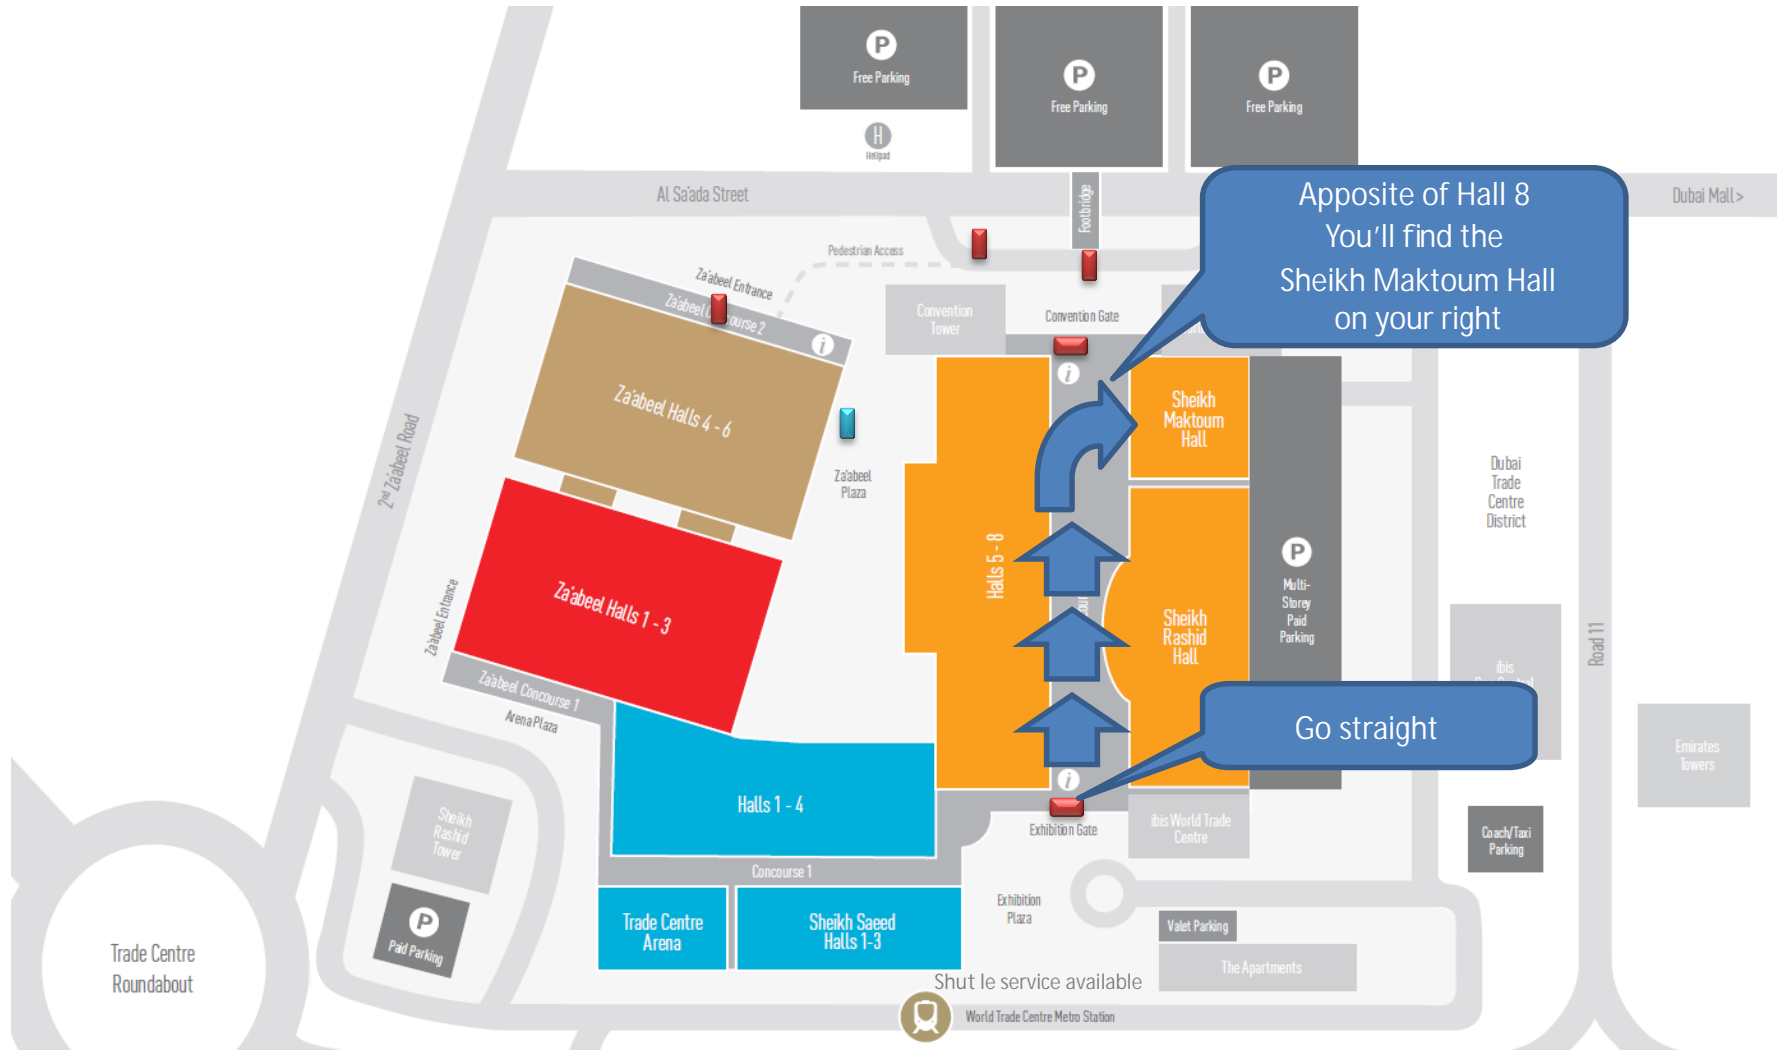 P
Free Parking
P
Free Parking
P
Free Parking
H
Helipad
Al Sa'ada Street
Footbridge
Dubai Mall >
Apposite of Hall 8
You'll find the
Sheikh Maktoum Hall
on your right
Pedestrian Access
Za'abeel Entrance
Za'abeel
course 2
i
Convention
Tower
Convention Gate
i
Za'abeel Halls 4 - 6
2nd Za'abeel Road
Za'abeel
Plaza
Sheikh
Maktoum
Hall
Dubai
Trade
Centre
District
Halls 5 - 8
P
Multi-
Storey
Paid
Parking
Za'abeel Halls 1 - 3
Za'abeel Entrance
Sheikh
Rashid
Hall
Road 11
ibis
Za'abeel Concourse 1
Arena Plaza
Go straight
Emirates
Towers
i
Halls 1 - 4
Exhibition Gate
ibis World Trade
Centre
Coach/Taxi
Parking
Sheikh
Rashid
Tower
Concourse 1
P
Paid Parking
Trade Centre
Arena
Sheikh Saeed
Halls 1-3
Exhibition
Plaza
Valet Parking
The Apartments
Trade Centre
Roundabout
Shut le service available
World Trade Centre Metro Station